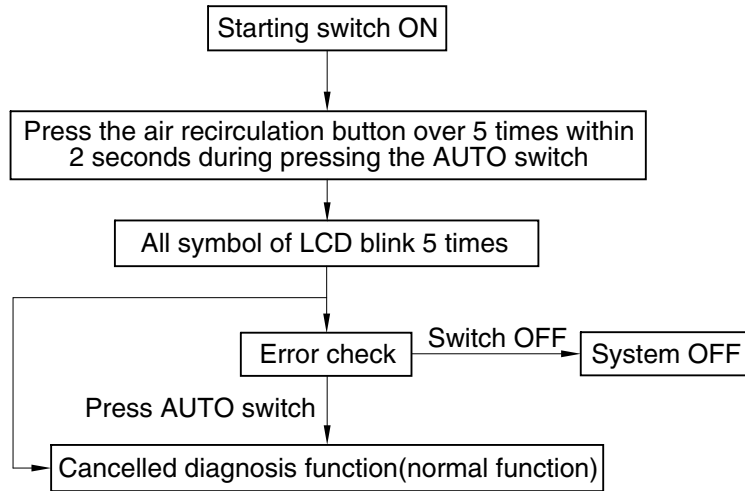 Starting switch ON
Press the air recirculation button over 5 times within
2 seconds during pressing the AUTO switch
All symbol of LCD blink 5 times
Error check
Switch OFF
System OFF
Press AUTO switch
Cancelled diagnosis function(normal function)